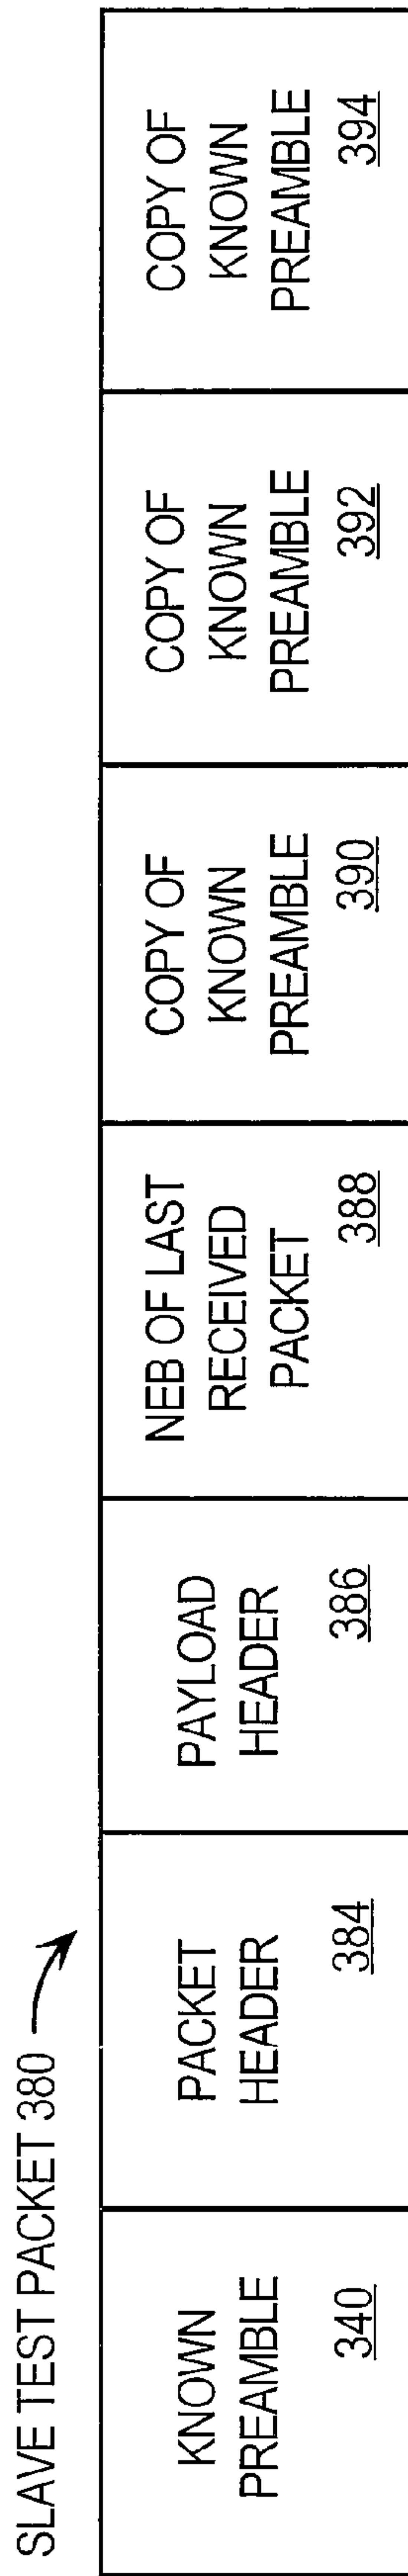 SLAVE TEST PACKET 380
KNOWN
PREAMBLE
340
PACKET
HEADER
384
PAYLOAD
HEADER
386
NEB OF LAST
RECEIVED
PACKET
388
COPY OF
KNOWN
PREAMBLE
390
COPY OF
KNOWN
PREAMBLE
392
COPY OF
KNOWN
PREAMBLE
394